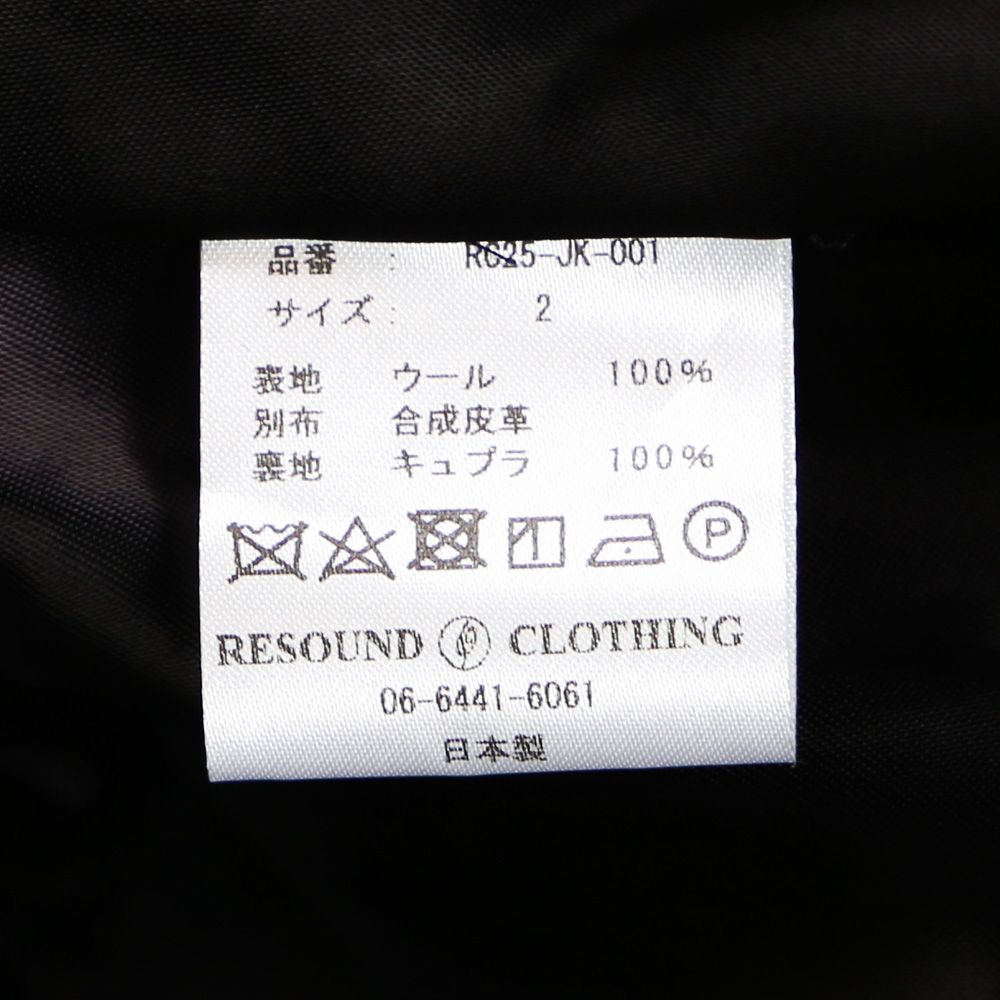 品番 : RC25-JK-001
サイズ : 2
表地 ウール 100%
別布 合成皮革
裏地 キュプラ 100%
P
RESOUND CLOTHING
06-6441-6061
日本製